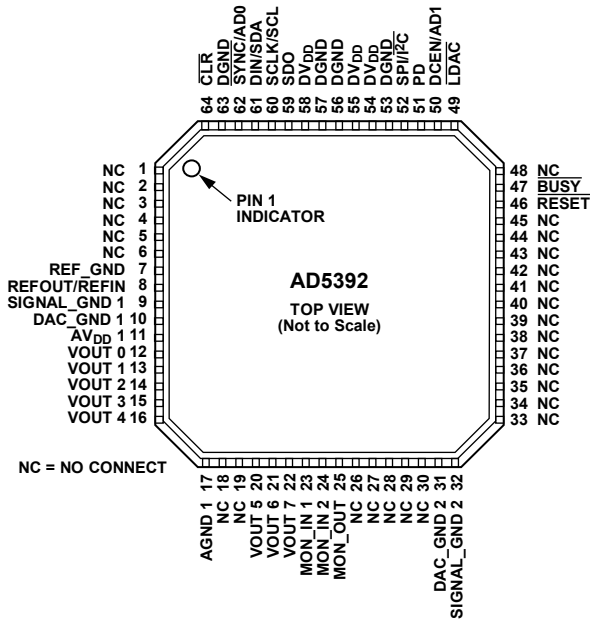 64 CLR
63 DGND
62 SYNC/AD0
61 DIN/SDA
60 SCLK/SCL
59 SDO
58 DVDD
57 DGND
56 DGND
55 DVDD
54 DVDD
53 DGND
52 SPI/I2C
51 PD
50 DCEN/AD1
49 LDAC
NC 1
NC 2
NC 3
NC 4
NC 5
NC 6
REF_GND 7
REFOUT/REFIN 8
SIGNAL_GND 1 9
DAC_GND 1 10
AVDD 1 11
VOUT 0 12
VOUT 1 13
VOUT 2 14
VOUT 3 15
VOUT 4 16
PIN 1
INDICATOR
AD5392
TOP VIEW
(Not to Scale)
48 NC
47 BUSY
46 RESET
45 NC
44 NC
43 NC
42 NC
41 NC
40 NC
39 NC
38 NC
37 NC
36 NC
35 NC
34 NC
33 NC
NC = NO CONNECT
AGND 1 17
NC 18
NC 19
VOUT 5 20
VOUT 6 21
VOUT 7 22
MON_IN 1 23
MON_IN 2 24
MON_OUT 25
NC 26
NC 27
NC 28
NC 29
NC 30
DAC_GND 2 31
SIGNAL_GND 2 32